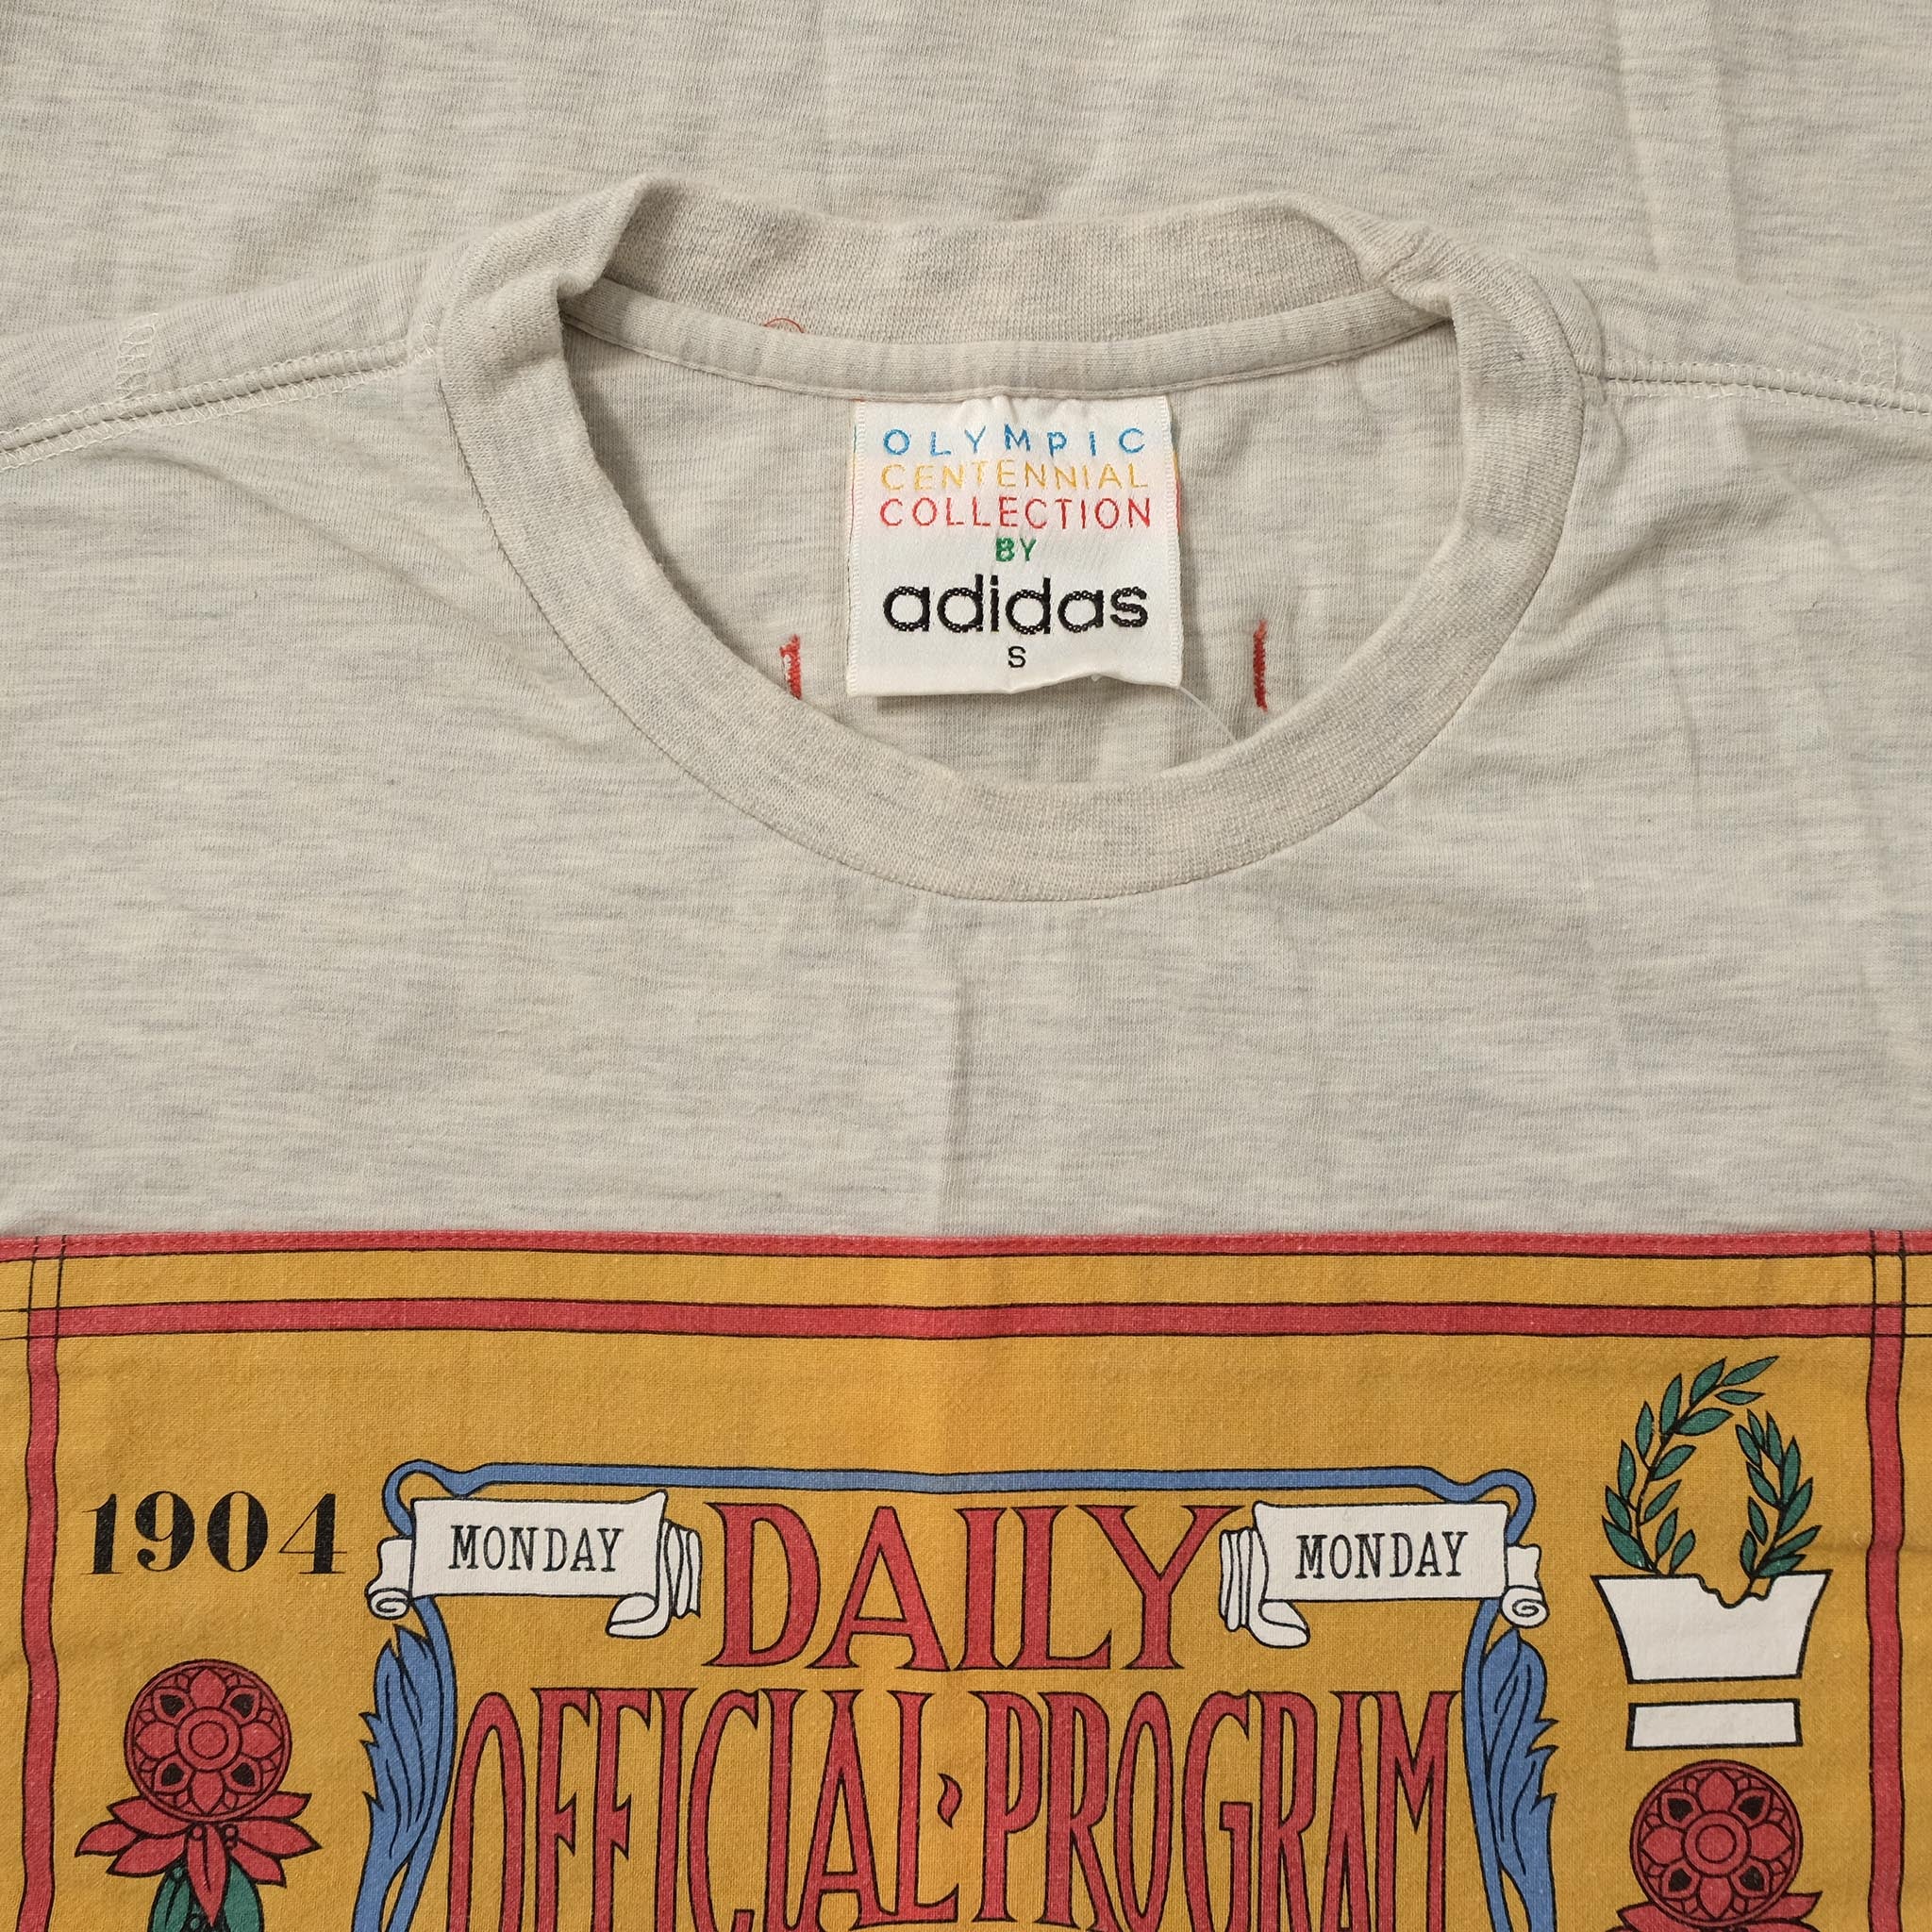 OLYMPIC
CENTENNIAL
COLLECTION
BY
adidas
S
1904
MONDAY DAILY MONDAY
OFFICIAL PROGRAM